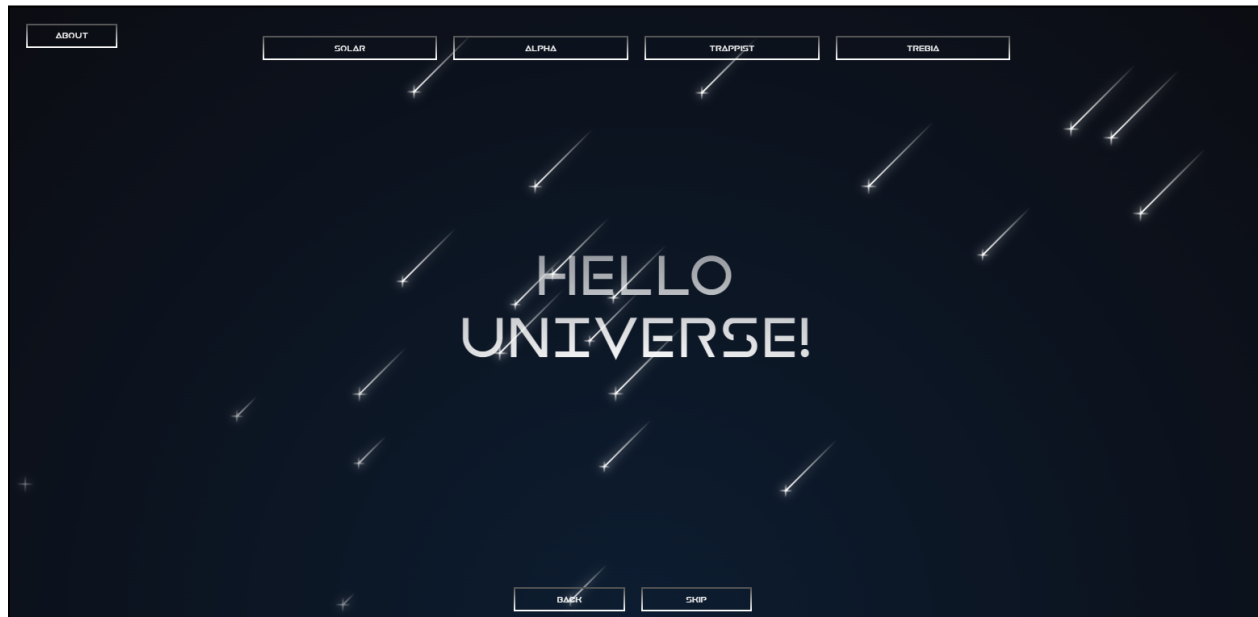 ABOUT
SOLAR
ALPHA
TRAPPIST
TREBIA
HELLO
UNIVERSE!
BACK
SKIP